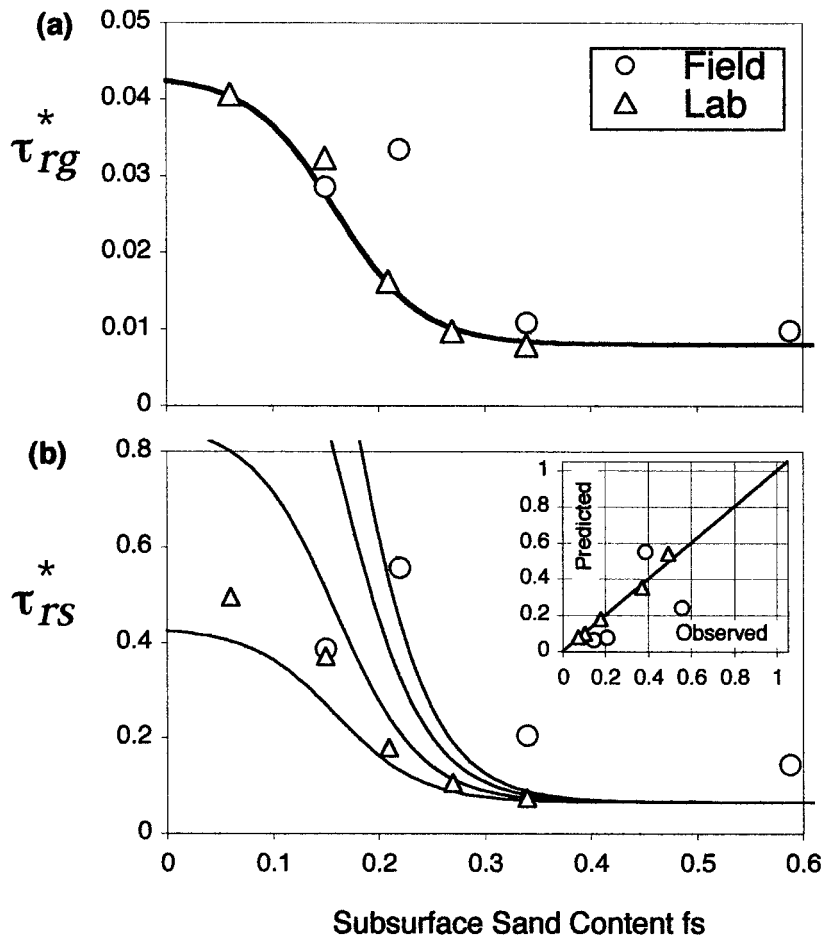 (a)
0.05
0.04
0.03
0.02
0.01
0
τ*rg
Field
Lab
(b)
0.8
0.6
0.4
0.2
0
τ*rs
1
0.8
0.6
0.4
0.2
0
Predicted
Observed
0 0.2 0.4 0.6 0.8 1
0 0.1 0.2 0.3 0.4 0.5 0.6
Subsurface Sand Content fs